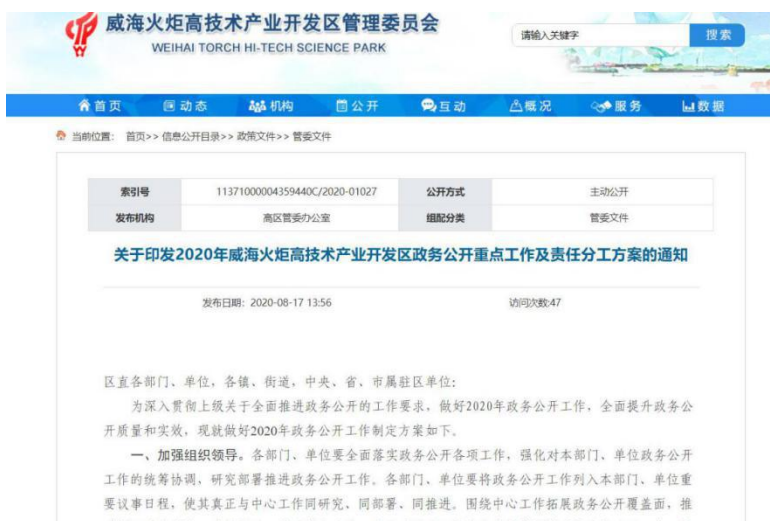 威海火炬高技术产业开发区管理委员会
WEIHAI TORCH HI-TECH SCIENCE PARK
请输入关键字
搜索
首页 动态 机构 公开 互动 概况 服务 数据
当前位置： 首页>> 信息公开目录>> 政策文件>> 管委文件
索引号 11371000004359440C/2020-01027 公开方式 主动公开
发布机构 高区管委办公室 组配分类 管委文件
关于印发2020年威海火炬高技术产业开发区政务公开重点工作及责任分工方案的通知
发布日期：2020-08-17 13:56 访问次数:47
区直各部门、单位，各镇、街道，中央、省、市属驻区单位：
为深入贯彻上级关于全面推进政务公开的工作要求，做好2020年政务公开工作，全面提升政务公
开质量和实效，现就做好2020年政务公开工作制定方案如下。
一、加强组织领导。各部门、单位要全面落实政务公开各项工作，强化对本部门、单位政务公开
工作的统筹协调，研究部署推进政务公开工作。各部门、单位要将政务公开工作列入本部门、单位重
要议事日程，使其真正与中心工作同研究、同部署、同推进。围绕中心工作拓展政务公开覆盖面，推